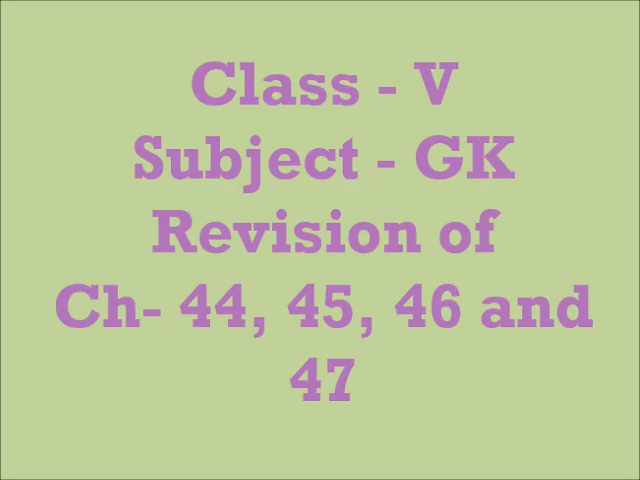 Class - V
Subject - GK
Revision of
Ch- 44, 45, 46 and
47